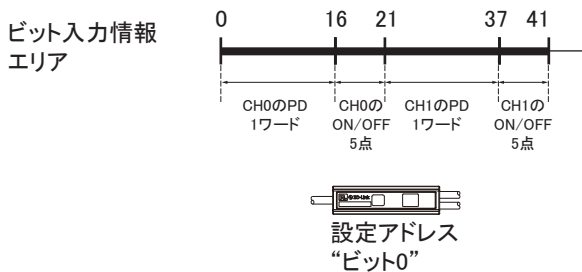 ビット入力情報
エリア
0 16 21 37 41
CH0のPD
1ワード
CH0の
ON/OFF
5点
CH1のPD
1ワード
CH1の
ON/OFF
5点
設定アドレス
“ビット0”